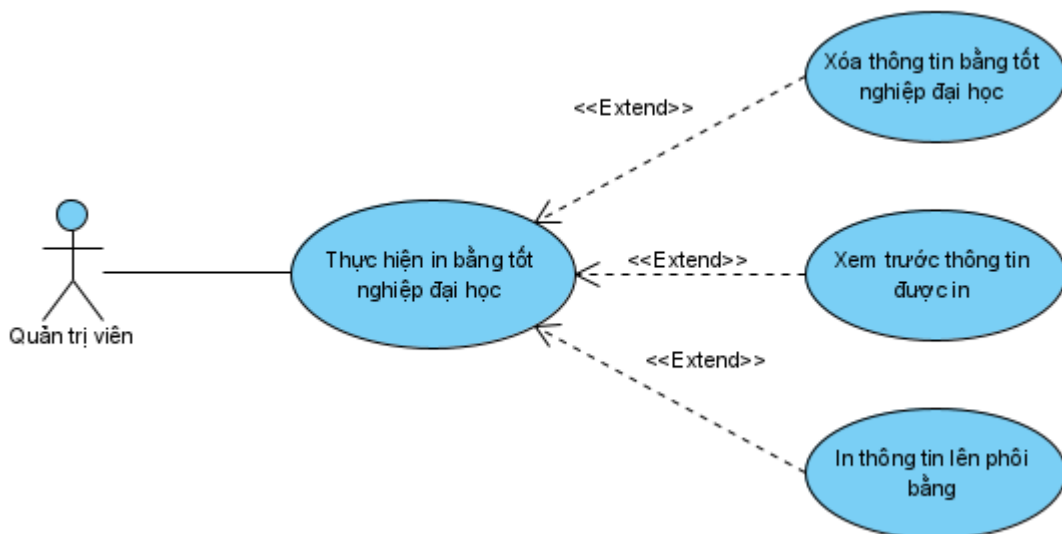 Xóa thông tin bằng tốt
nghiệp đại học
<<Extend>>
Thực hiện in bằng tốt
nghiệp đại học
<<Extend>>
Xem trước thông tin
được in
Quản trị viên
<<Extend>>
In thông tin lên phôi
bằng